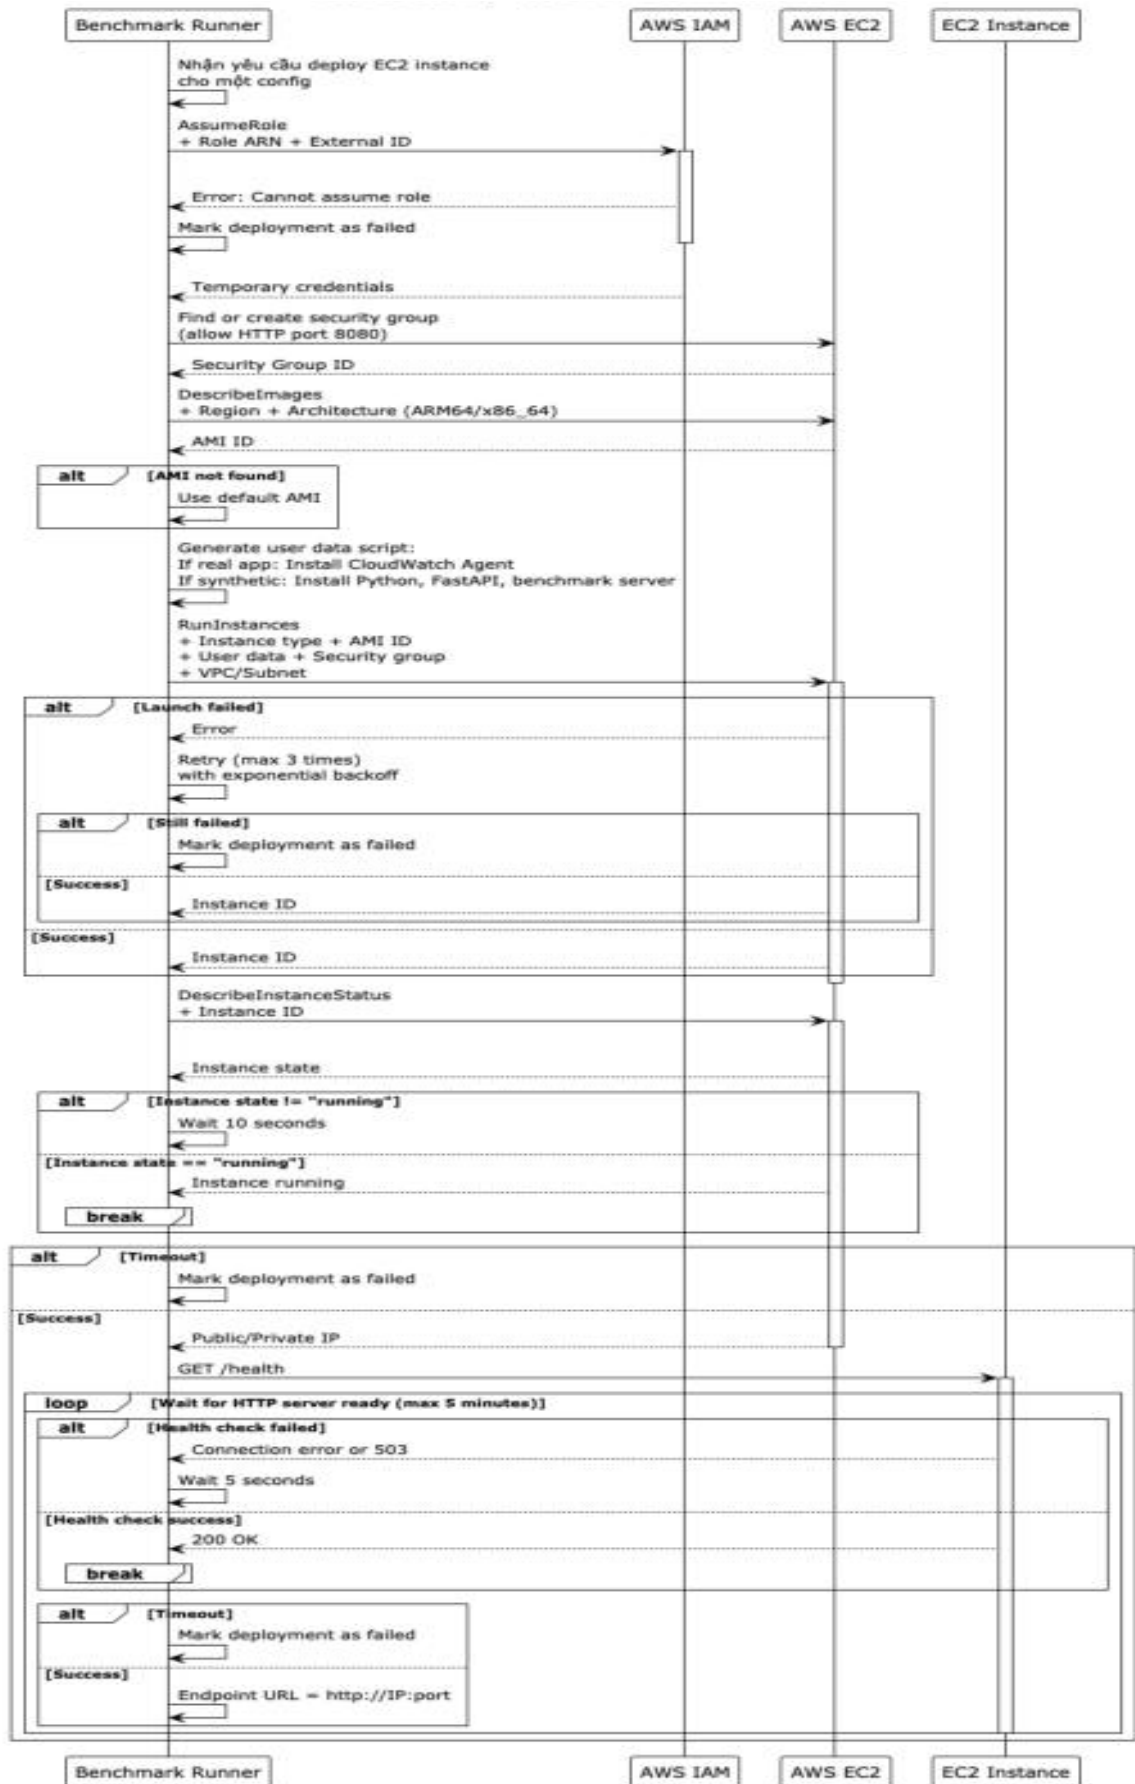 Benchmark Runner
AWS IAM
AWS EC2
EC2 Instance
Nhận yêu cầu deploy EC2 instance
cho một config
AssumeRole
+ Role ARN + External ID
Error: Cannot assume role
Mark deployment as failed
Temporary credentials
Find or create security group
(allow HTTP port 8080)
Security Group ID
DescribeImages
+ Region + Architecture (ARM64/x86_64)
AMI ID
alt
[AMI not found]
Use default AMI
Generate user data script:
If real app: Install CloudWatch Agent
If synthetic: Install Python, FastAPI, benchmark server
RunInstances
+ Instance type + AMI ID
+ User data + Security group
+ VPC/Subnet
alt
[Launch failed]
Error
Retry (max 3 times)
with exponential backoff
alt
[Still failed]
Mark deployment as failed
[Success]
Instance ID
[Success]
Instance ID
DescribeInstanceStatus
+ Instance ID
Instance state
alt
[Instance state != "running"]
Wait 10 seconds
[Instance state == "running"]
Instance running
break
alt
[Timeout]
Mark deployment as failed
[Success]
Public/Private IP
GET /health
loop
[Wait for HTTP server ready (max 5 minutes)]
alt
[Health check failed]
Connection error or 503
Wait 5 seconds
[Health check success]
200 OK
break
alt
[Timeout]
Mark deployment as failed
[Success]
Endpoint URL = http://IP:port
Benchmark Runner
AWS IAM
AWS EC2
EC2 Instance